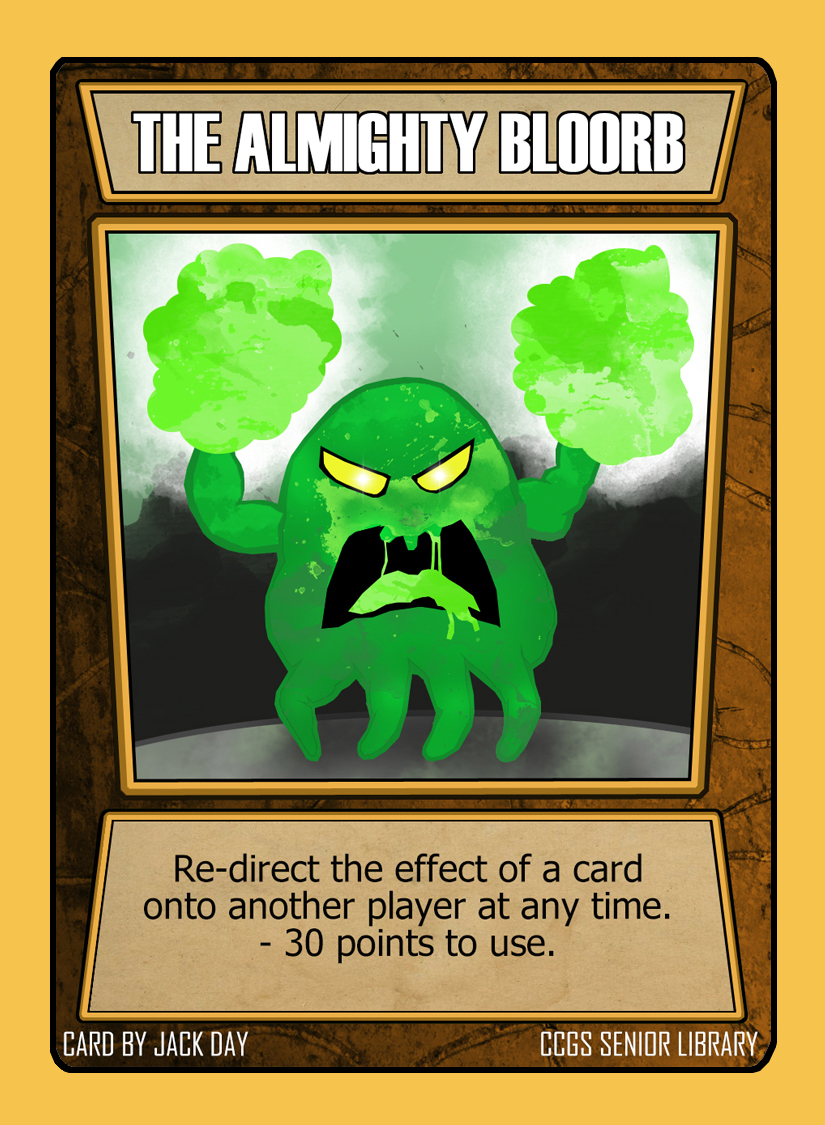 THE ALMIGHTY BLOORB
Re-direct the effect of a card
onto another player at any time.
- 30 points to use.
CARD BY JACK DAY
CCGS SENIOR LIBRARY